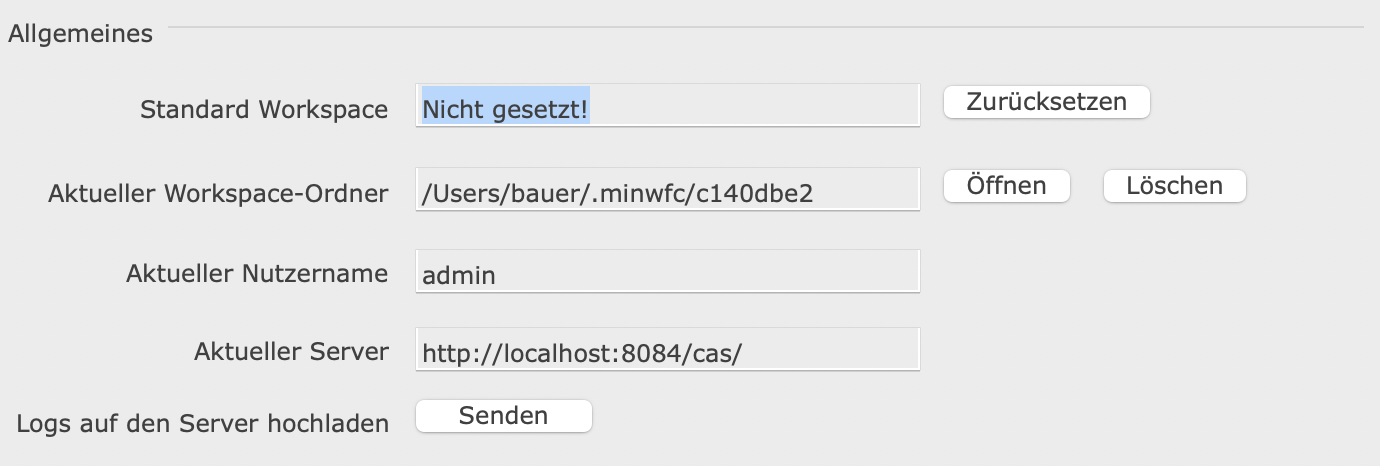 Allgemeines
Standard Workspace Nicht gesetzt! Zurücksetzen
Aktueller Workspace-Ordner /Users/bauer/.minwfc/c140dbe2 Öffnen Löschen
Aktueller Nutzername admin
Aktueller Server http://localhost:8084/cas/
Logs auf den Server hochladen Senden